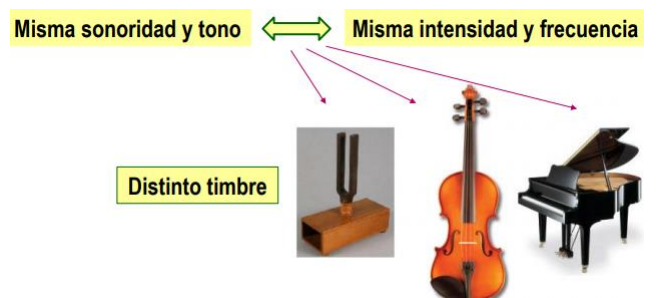 Misma sonoridad y tono
Misma intensidad y frecuencia
Distinto timbre